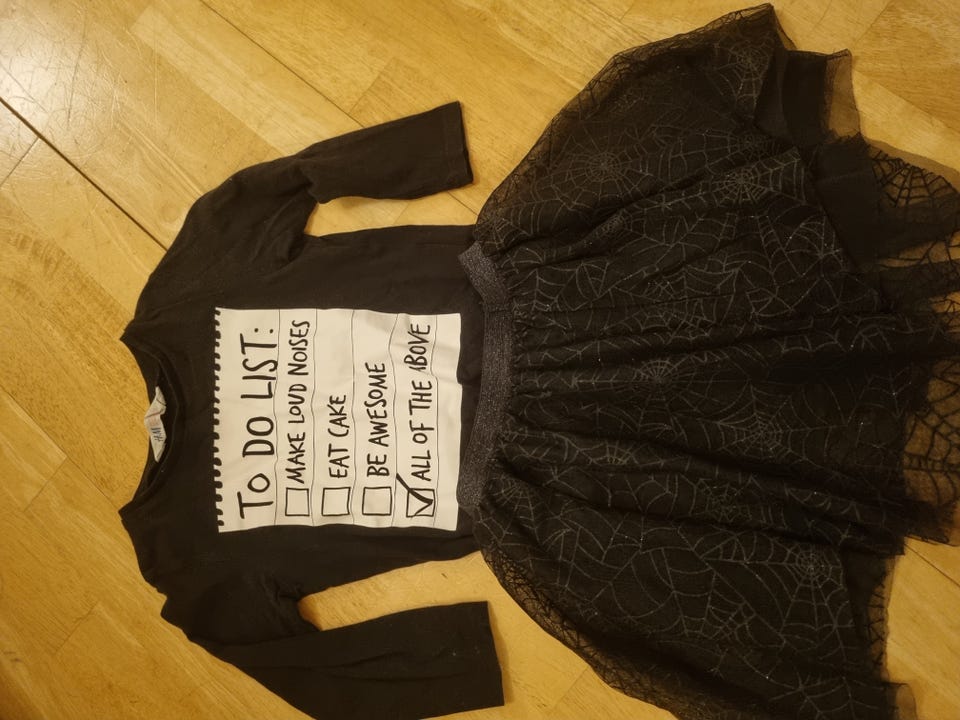 H&M
TO DO LIST:
MAKE LOUD NOISES
EAT CAKE
BE AWESOME
ALL OF THE ABOVE